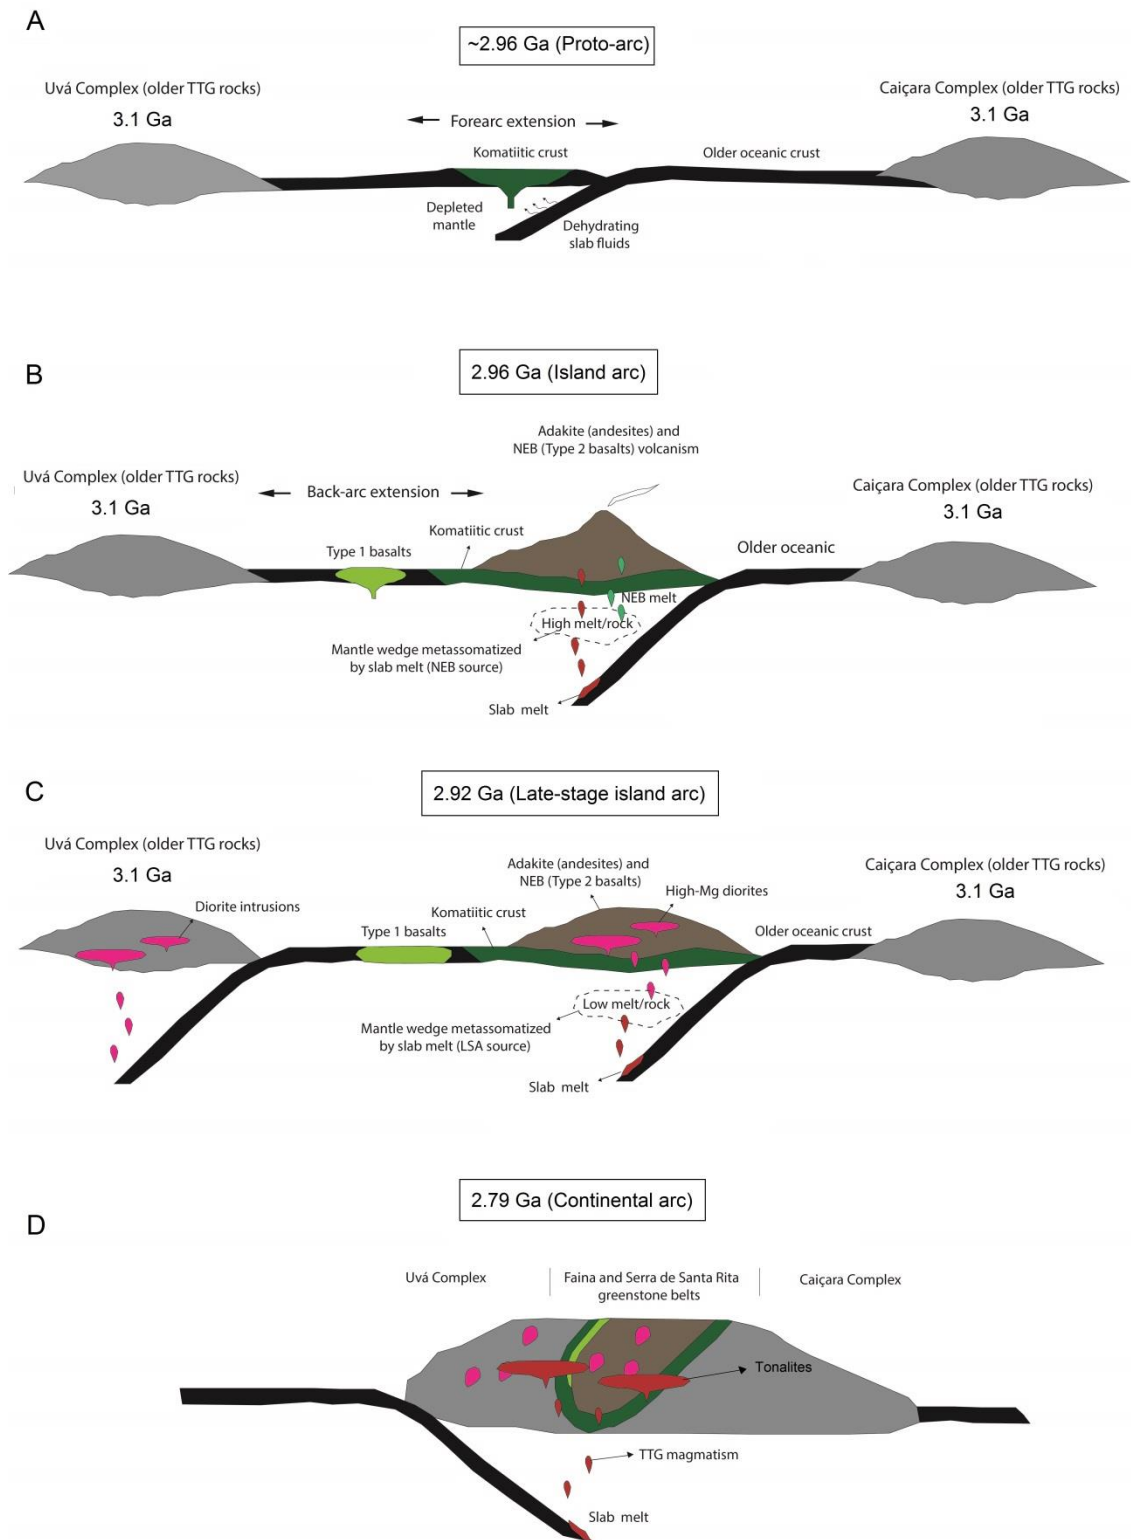 A
~2.96 Ga (Proto-arc)
Uvá Complex (older TTG rocks)
3.1 Ga
Caiçara Complex (older TTG rocks)
3.1 Ga
Forearc extension
Komatiitic crust
Older oceanic crust
Depleted
mantle
Dehydrating
slab fluids
B
2.96 Ga (Island arc)
Adakite (andesites) and
NEB (Type 2 basalts) volcanism
Uvá Complex (older TTG rocks)
3.1 Ga
Back-arc extension
Caiçara Complex (older TTG rocks)
3.1 Ga
Komatiitic crust
Type 1 basalts
Older oceanic
NEB melt
High melt/rock
Mantle wedge metassomatized
by slab melt (NEB source)
Slab melt
C
2.92 Ga (Late-stage island arc)
Uvá Complex (older TTG rocks)
3.1 Ga
Adakite (andesites) and
NEB (Type 2 basalts)
Caiçara Complex (older TTG rocks)
3.1 Ga
Diorite intrusions
High-Mg diorites
Komatiitic crust
Type 1 basalts
Older oceanic crust
Low melt/rock
Mantle wedge metassomatized
by slab melt (LSA source)
Slab melt
D
2.79 Ga (Continental arc)
Uvá Complex
Faina and Serra de Santa Rita
greenstone belts
Caiçara Complex
Tonalites
TTG magmatism
Slab melt